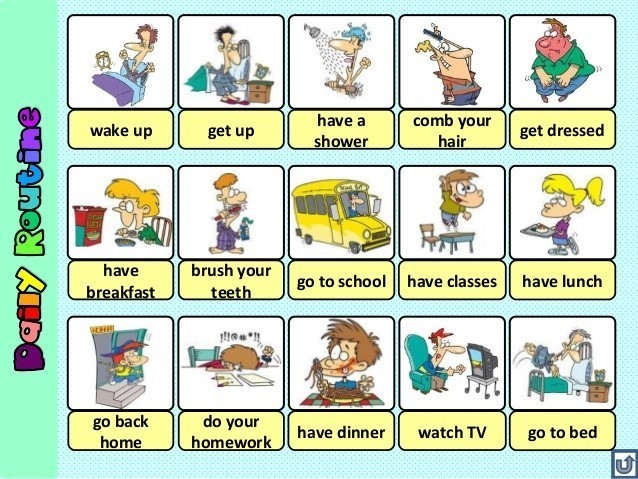 Daily Routine
wake up
get up
have a
shower
comb your
hair
get dressed
have
breakfast
brush your
teeth
go to school
have classes
have lunch
go back
home
do your
homework
have dinner
watch TV
go to bed